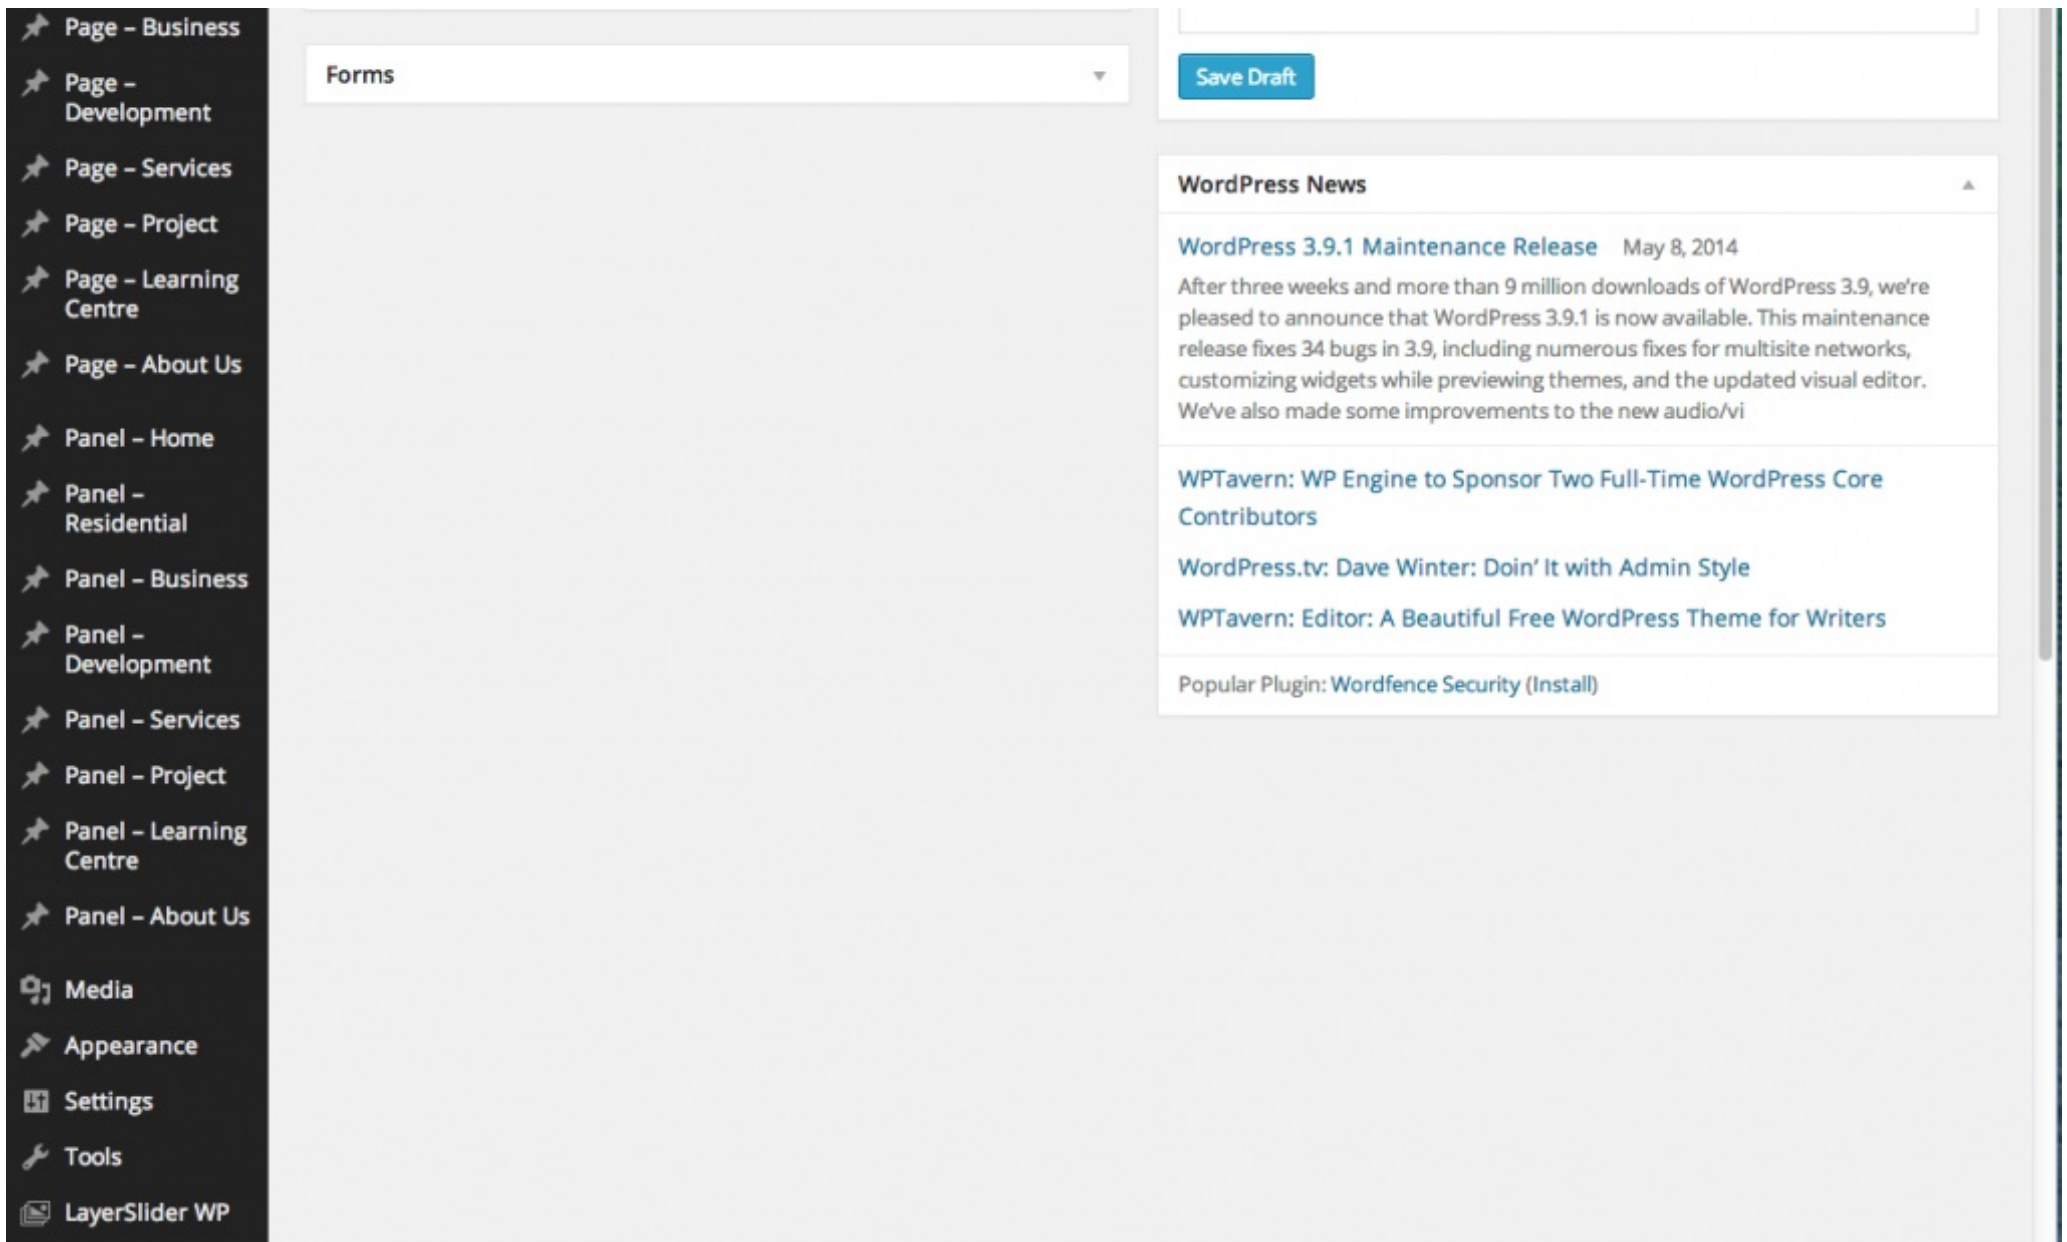 Page – Business
Page –
Development
Page – Services
Page – Project
Page – Learning
Centre
Page – About Us
Panel – Home
Panel –
Residential
Panel – Business
Panel –
Development
Panel – Services
Panel – Project
Panel – Learning
Centre
Panel – About Us
Media
Appearance
Settings
Tools
LayerSlider WP
Forms
Save Draft
WordPress News
WordPress 3.9.1 Maintenance Release May 8, 2014
After three weeks and more than 9 million downloads of WordPress 3.9, we’re
pleased to announce that WordPress 3.9.1 is now available. This maintenance
release fixes 34 bugs in 3.9, including numerous fixes for multisite networks,
customizing widgets while previewing themes, and the updated visual editor.
We’ve also made some improvements to the new audio/vi
WPTavern: WP Engine to Sponsor Two Full-Time WordPress Core
Contributors
WordPress.tv: Dave Winter: Doin’ It with Admin Style
WPTavern: Editor: A Beautiful Free WordPress Theme for Writers
Popular Plugin: Wordfence Security (Install)